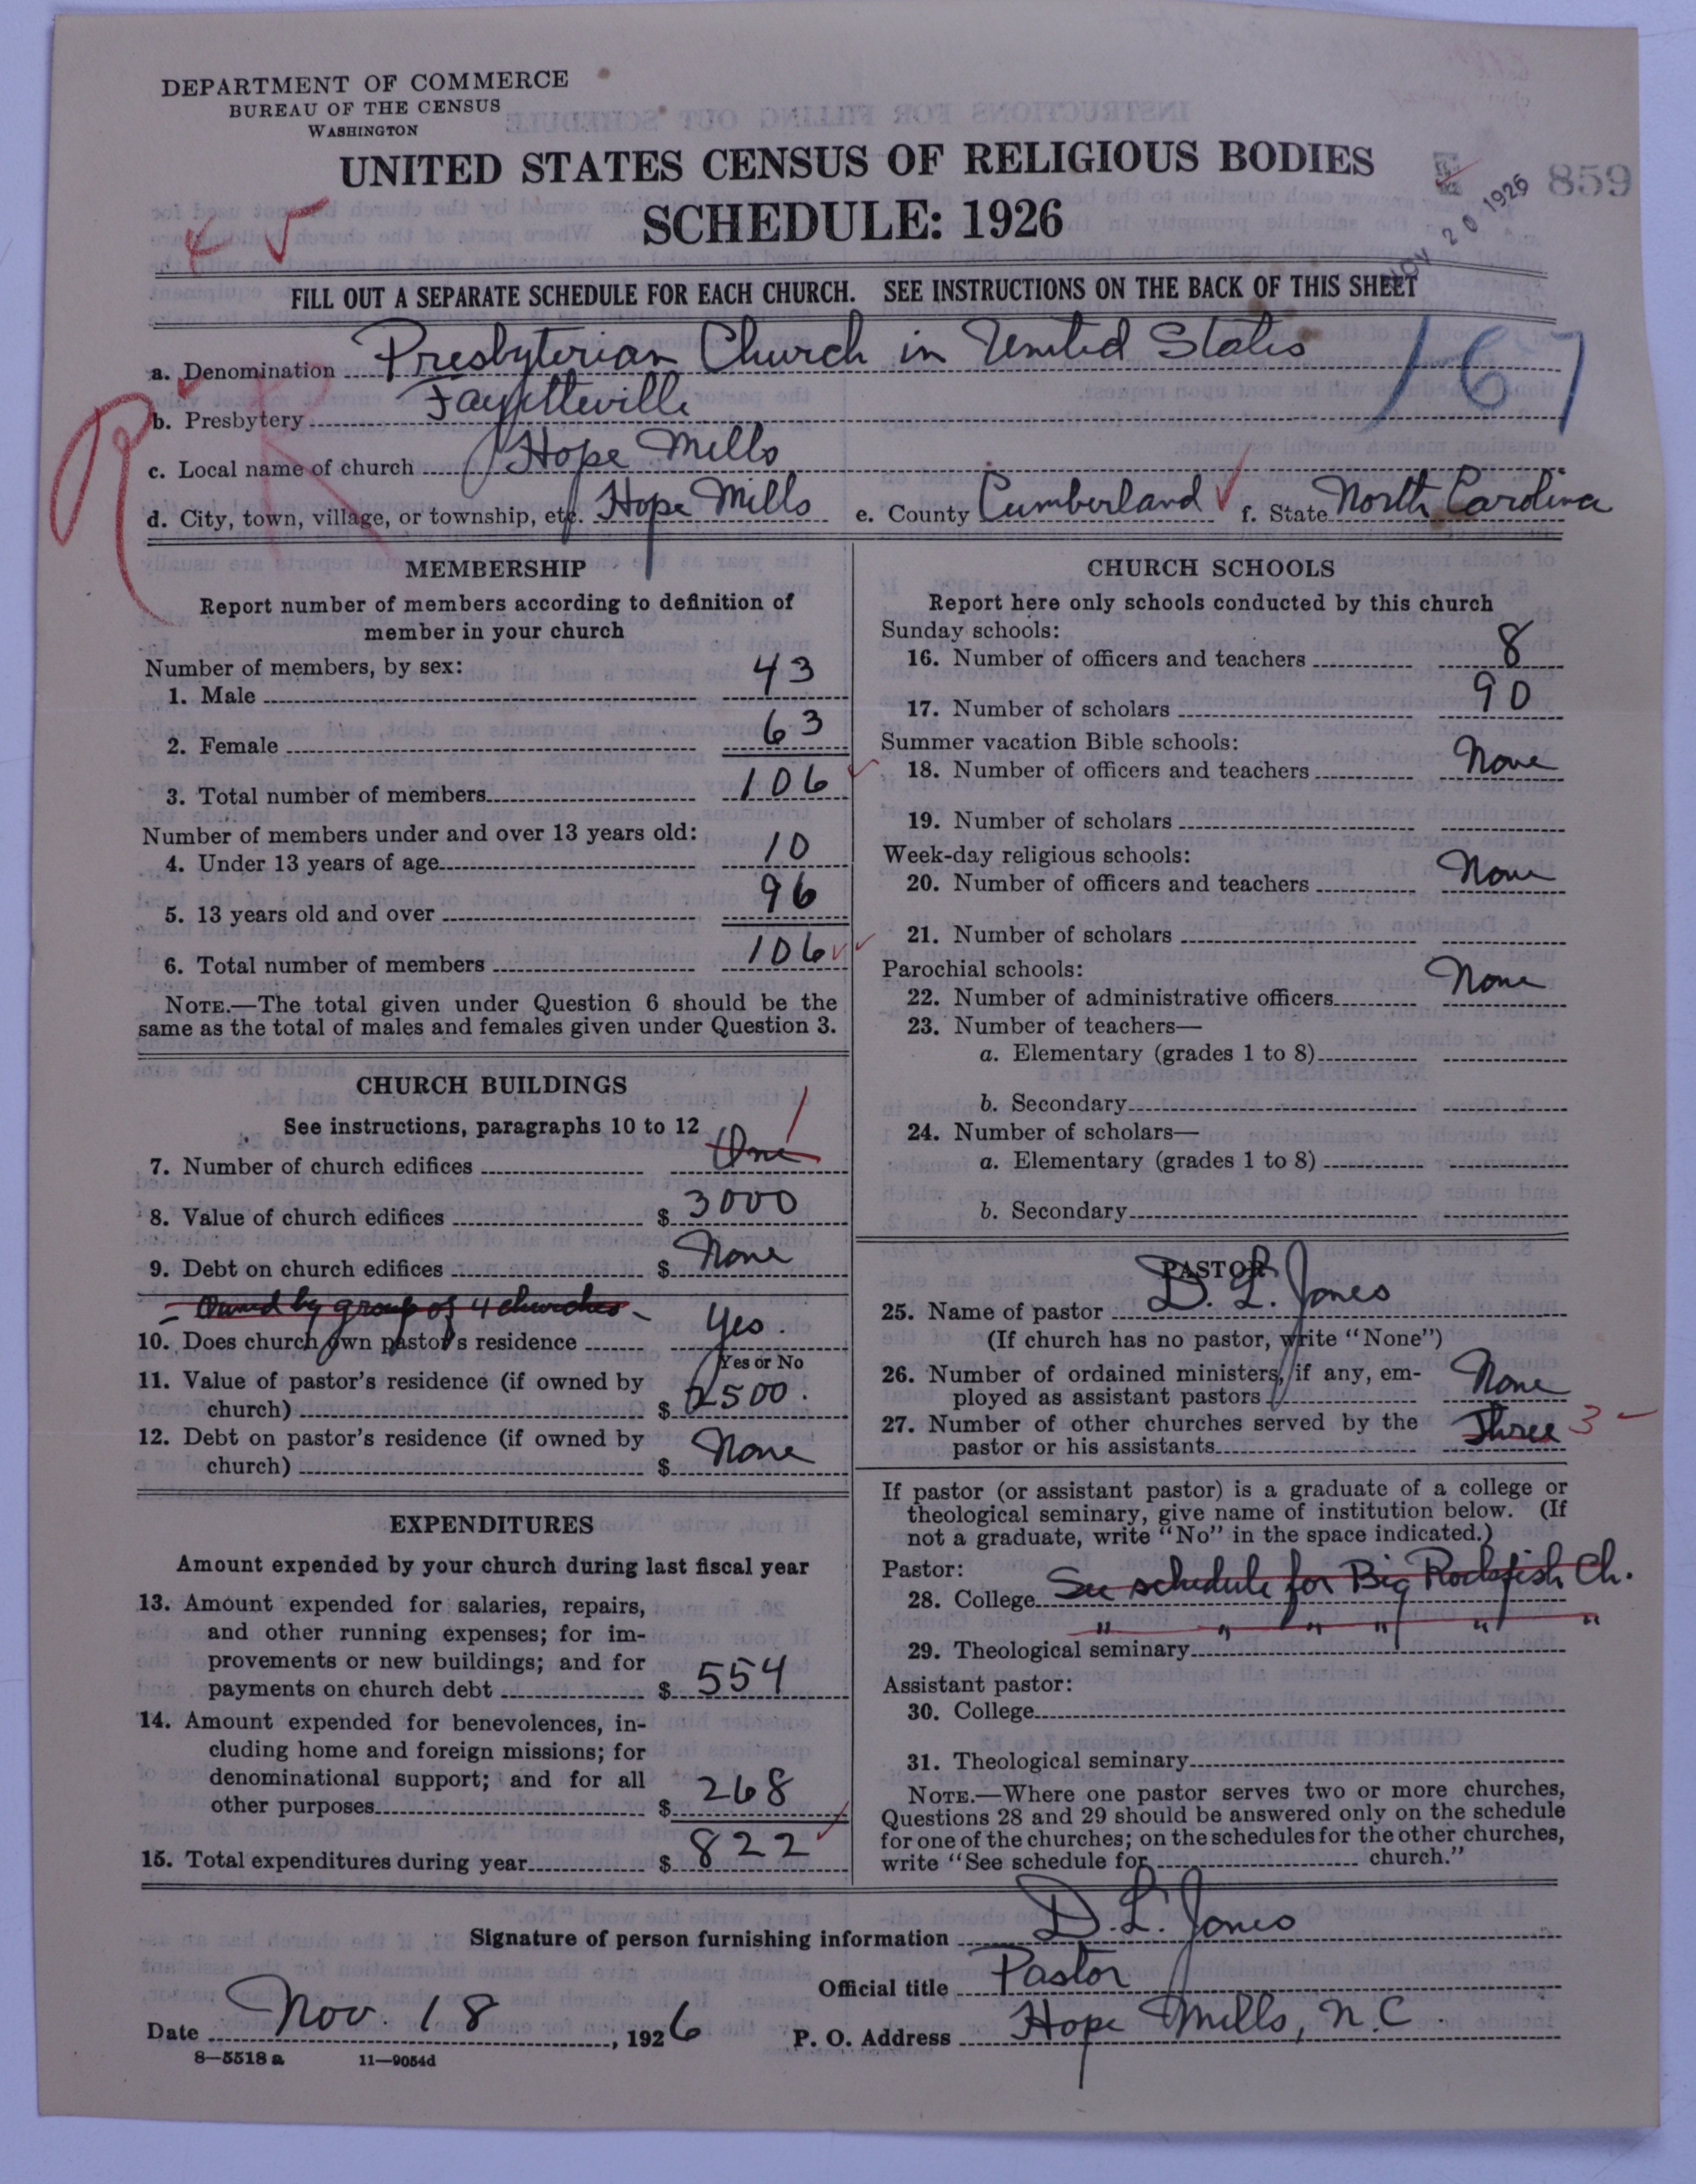 DEPARTMENT OF COMMERCE
BUREAU OF THE CENSUS
WASHINGTON
UNITED STATES CENSUS OF RELIGIOUS BODIES
SCHEDULE: 1926
NOV 20 1926
859
FILL OUT A SEPARATE SCHEDULE FOR EACH CHURCH. SEE INSTRUCTIONS ON THE BACK OF THIS SHEET
167
a. Denomination Presbyterian Church in United States
b. Presbytery Fayetteville
c. Local name of church Hope Mills
d. City, town, village, or township, etc. Hope Mills e. County Cumberland f. State North Carolina
R
MEMBERSHIP
Report number of members according to definition of
member in your church
Number of members, by sex:
1. Male 43
2. Female 63
3. Total number of members 106
Number of members under and over 13 years old:
4. Under 13 years of age 10
5. 13 years old and over 96
6. Total number of members 106
NOTE.—The total given under Question 6 should be the
same as the total of males and females given under Question 3.
CHURCH BUILDINGS
See instructions, paragraphs 10 to 12
7. Number of church edifices One 1
8. Value of church edifices $ 3000
9. Debt on church edifices $ None
– Owned by group of 4 churches –
10. Does church own pastor's residence Yes.
Yes or No
11. Value of pastor's residence (if owned by
church) $ 2500.
12. Debt on pastor's residence (if owned by
church) $ None
EXPENDITURES
Amount expended by your church during last fiscal year
13. Amount expended for salaries, repairs,
and other running expenses; for im-
provements or new buildings; and for
payments on church debt $ 554
14. Amount expended for benevolences, in-
cluding home and foreign missions; for
denominational support; and for all
other purposes $ 268
15. Total expenditures during year $ 822
CHURCH SCHOOLS
Report here only schools conducted by this church
Sunday schools:
16. Number of officers and teachers 8
17. Number of scholars 90
Summer vacation Bible schools:
18. Number of officers and teachers None
19. Number of scholars
Week-day religious schools:
20. Number of officers and teachers None
21. Number of scholars
Parochial schools:
22. Number of administrative officers None
23. Number of teachers—
a. Elementary (grades 1 to 8)
b. Secondary
24. Number of scholars—
a. Elementary (grades 1 to 8)
b. Secondary
PASTOR
25. Name of pastor D. L. Jones
(If church has no pastor, write "None")
26. Number of ordained ministers, if any, em-
ployed as assistant pastors None
27. Number of other churches served by the
pastor or his assistants Three 3
If pastor (or assistant pastor) is a graduate of a college or
theological seminary, give name of institution below. (If
not a graduate, write "No" in the space indicated.)
Pastor:
28. College See schedule for Big Rockfish Ch.
29. Theological seminary " " " " " "
Assistant pastor:
30. College
31. Theological seminary
NOTE.—Where one pastor serves two or more churches,
Questions 28 and 29 should be answered only on the schedule
for one of the churches; on the schedules for the other churches,
write "See schedule for church."
Signature of person furnishing information D. L. Jones
Official title Pastor
Date Nov. 18, 1926 P. O. Address Hope Mills, N.C.
8—5518a 11—9054d